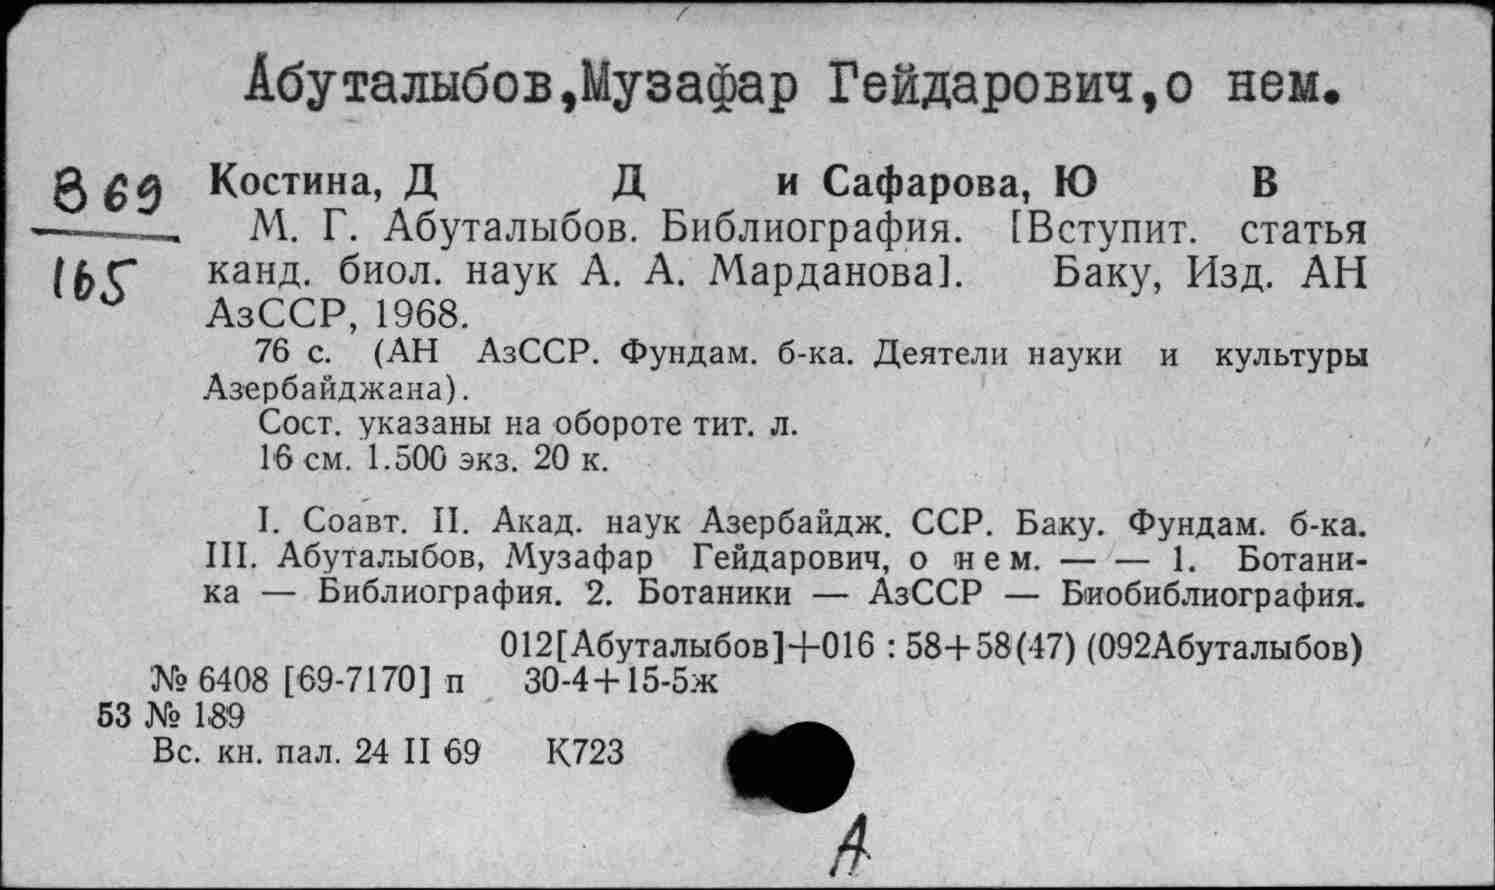 Абуталыбов,Музафар Гейдарович,о нем.
В 69
165
Костина, Д Д и Сафарова, Ю В
М. Г. Абуталыбов. Библиография. [Вступит. статья
канд. биол. наук А. А. Марданова]. Баку, Изд. АН
АзССР, 1968.
76 с. (АН АзССР. Фундам. б-ка. Деятели науки и культуры
Азербайджана).
Сост. указаны на обороте тит. л.
16 см. 1.500 экз. 20 к.
I. Соавт. II. Акад. наук Азербайдж. ССР. Баку. Фундам. б-ка.
III. Абуталыбов, Музафар Гейдарович, о нем. — — 1. Ботани-
ка — Библиография. 2. Ботаники — АзССР — Биобиблиография.
012[Абуталыбов]+016 : 58+58(47) (092Абуталыбов)
№ 6408 [69-7170] п 30-4+15-5ж
53 № 189
Вс. кн. пал. 24 II 69 К723
А